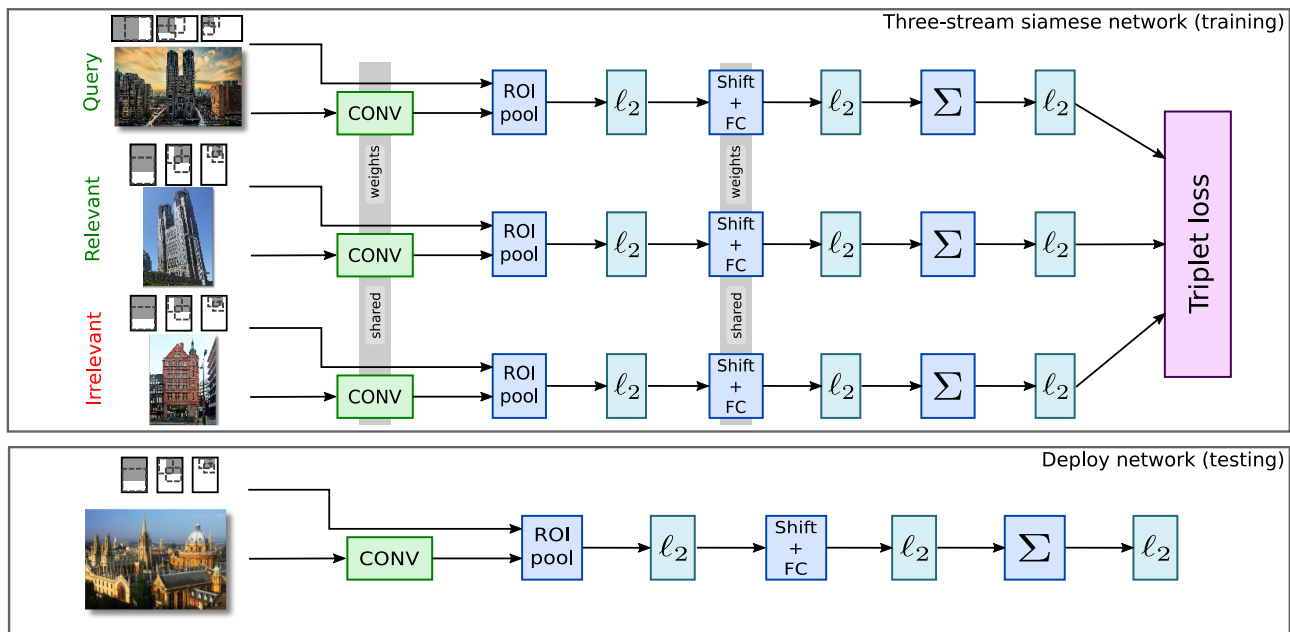 Three-stream siamese network (training)
Query
CONV
ROI
pool
ℓ2
Shift
+
FC
ℓ2
Σ
ℓ2
weights
weights
Relevant
CONV
ROI
pool
ℓ2
Shift
+
FC
ℓ2
Σ
ℓ2
Triplet loss
shared
shared
Irrelevant
CONV
ROI
pool
ℓ2
Shift
+
FC
ℓ2
Σ
ℓ2
Deploy network (testing)
CONV
ROI
pool
ℓ2
Shift
+
FC
ℓ2
Σ
ℓ2